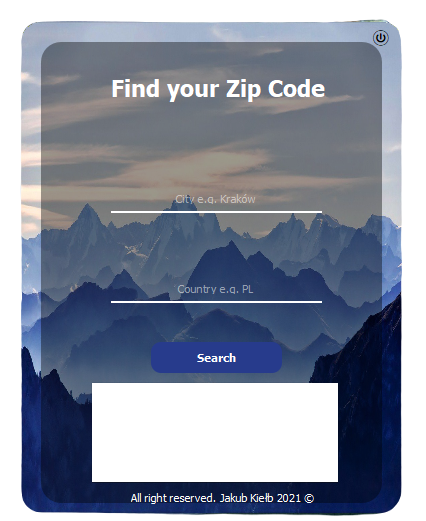 Find your Zip Code
City e.g. Kraków
Country e.g. PL
Search
All right reserved. Jakub Kiełb 2021 ©